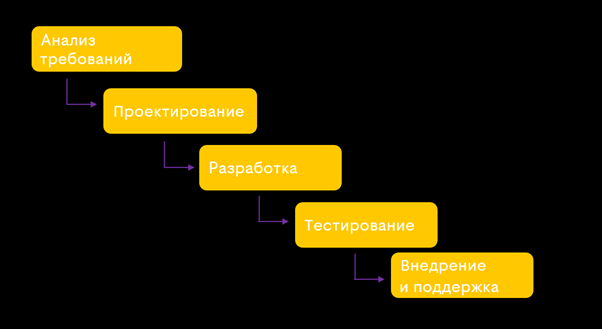 Анализ
требований
Проектирование
Разработка
Тестирование
Внедрение
и поддержка